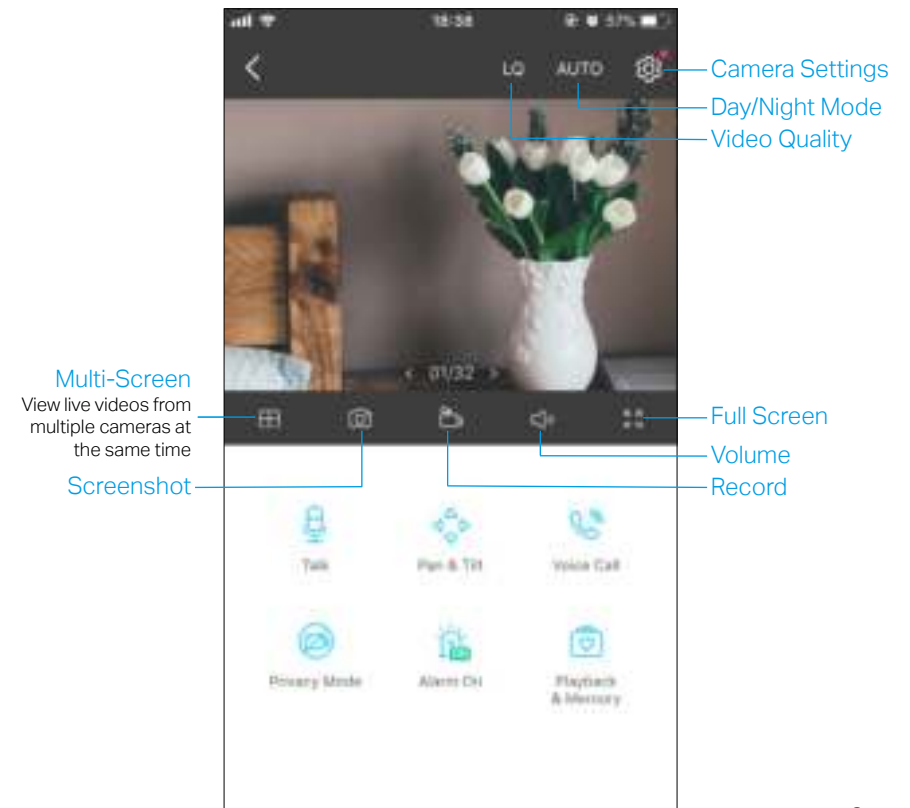 18:38
57%
LQ
AUTO
Camera Settings
Day/Night Mode
Video Quality
01/32
Multi-Screen
View live videos from
multiple cameras at
the same time
Full Screen
Volume
Screenshot
Record
Talk
Pan & Tilt
Voice Call
Privacy Mode
Alarm On
Playback
& Memory